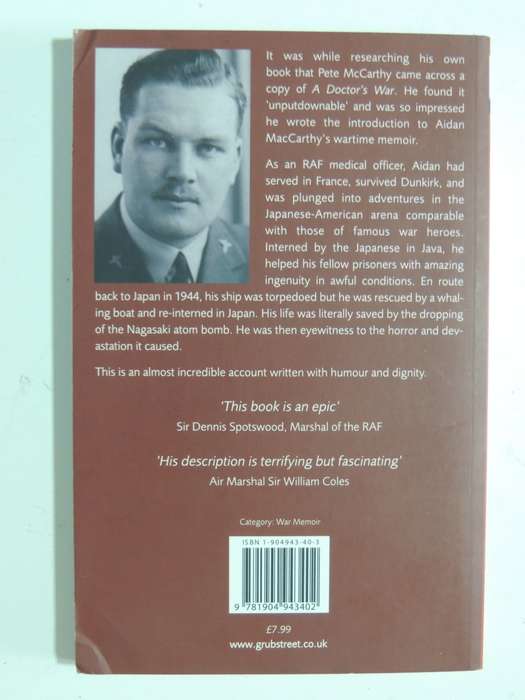 It was while researching his own
book that Pete McCarthy came across a
copy of A Doctor's War. He found it
'unputdownable' and was so impressed
he wrote the introduction to Aidan
MacCarthy's wartime memoir.
As an RAF medical officer, Aidan had
served in France, survived Dunkirk, and
was plunged into adventures in the
Japanese-American arena comparable
with those of famous war heroes.
Interned by the Japanese in Java, he
helped his fellow prisoners with amazing
ingenuity in awful conditions. En route
back to Japan in 1944, his ship was torpedoed but he was rescued by a whal-
ing boat and re-interned in Japan. His life was literally saved by the dropping
of the Nagasaki atom bomb. He was then eyewitness to the horror and dev-
astation it caused.
This is an almost incredible account written with humour and dignity.
'This book is an epic'
Sir Dennis Spotswood, Marshal of the RAF
'His description is terrifying but fascinating'
Air Marshal Sir William Coles
Category: War Memoir
ISBN 1-904943-40-3
9 781904 943402
£7.99
www.grubstreet.co.uk